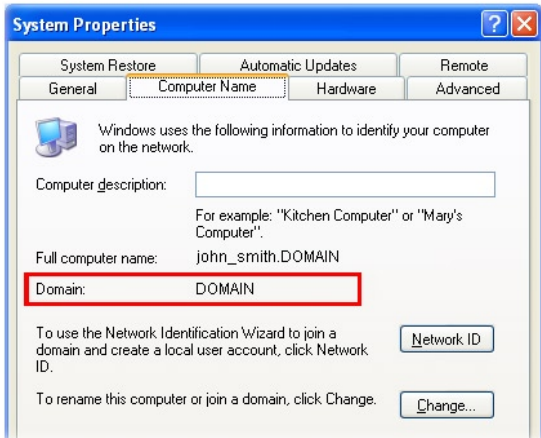 System Properties
?
X
System Restore
Automatic Updates
Remote
General
Computer Name
Hardware
Advanced
Windows uses the following information to identify your computer
on the network.
Computer description:
For example: "Kitchen Computer" or "Mary's
Computer".
Full computer name: john_smith.DOMAIN
Domain: DOMAIN
To use the Network Identification Wizard to join a
domain and create a local user account, click Network
ID.
Network ID
To rename this computer or join a domain, click Change.
Change...